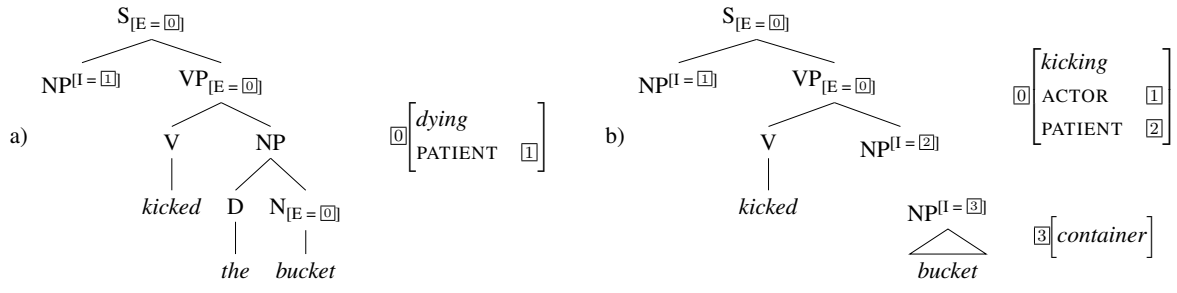 a)
S[E = 0]
NP[I = 1] VP[E = 0]
V NP
kicked D N[E = 0]
the bucket
0 [dying
PATIENT 1]
b)
S[E = 0]
NP[I = 1] VP[E = 0]
V NP[I = 2]
kicked
NP[I = 3]
bucket
0 [kicking
ACTOR 1
PATIENT 2]
3 [container]